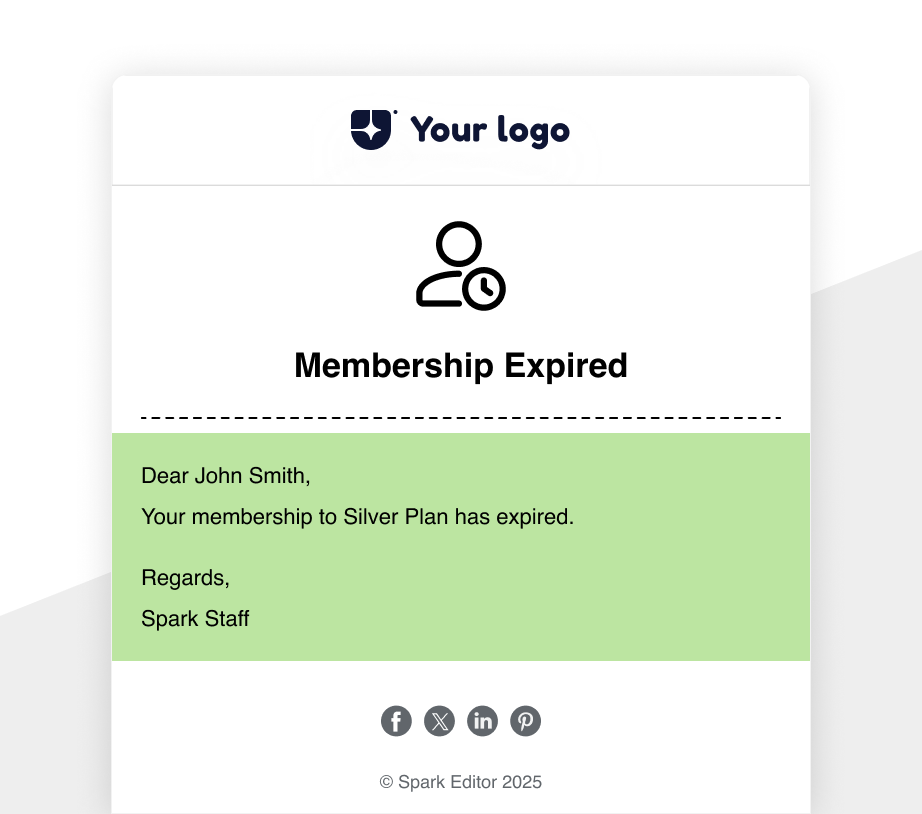 Your logo
Membership Expired
Dear John Smith,
Your membership to Silver Plan has expired.
Regards,
Spark Staff
© Spark Editor 2025